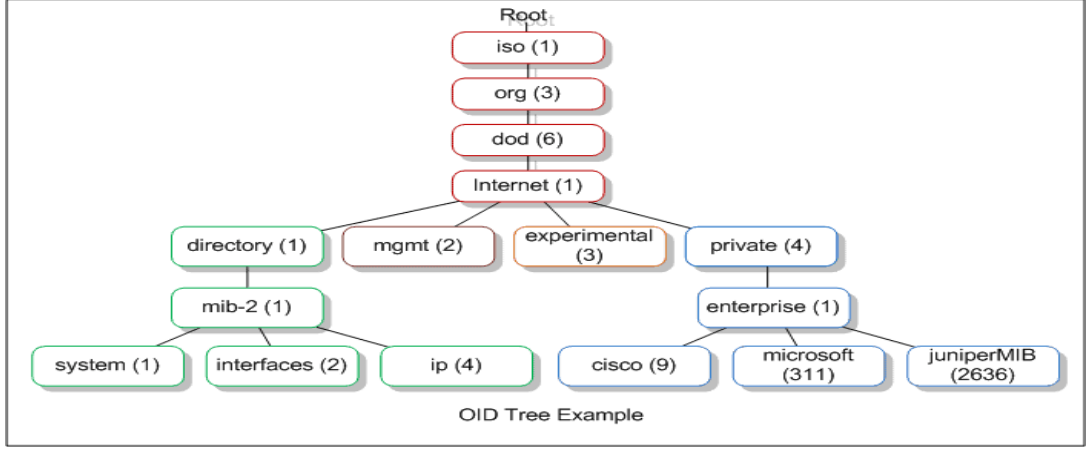 Root
iso (1)
org (3)
dod (6)
Internet (1)
directory (1)
mgmt (2)
experimental
(3)
private (4)
mib-2 (1)
enterprise (1)
system (1)
interfaces (2)
ip (4)
cisco (9)
microsoft
(311)
juniperMIB
(2636)
OID Tree Example